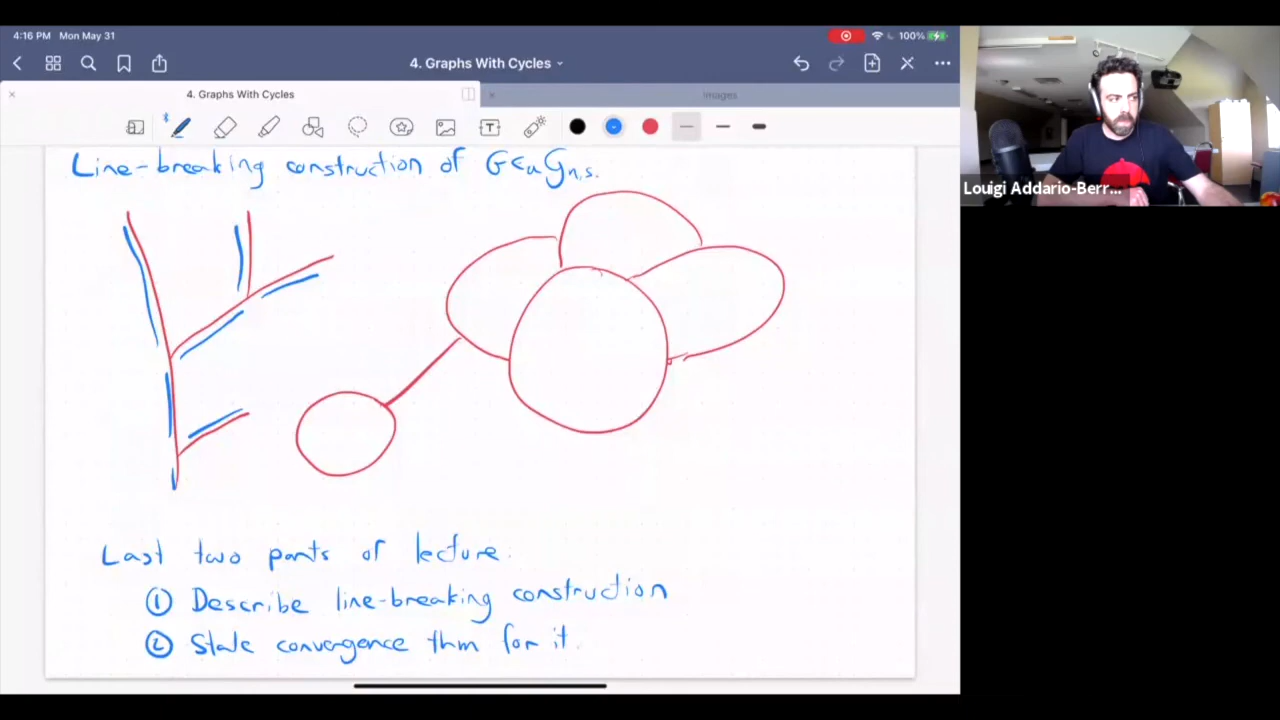 4:16 PM Mon May 31
100%
4. Graphs With Cycles
4. Graphs With Cycles
Images
T
Line-breaking construction of G∈ᵤGₙ,ₛ.
Louigi Addario-Berr...
Last two parts of lecture.
① Describe line-breaking construction
② State convergence thm for it.